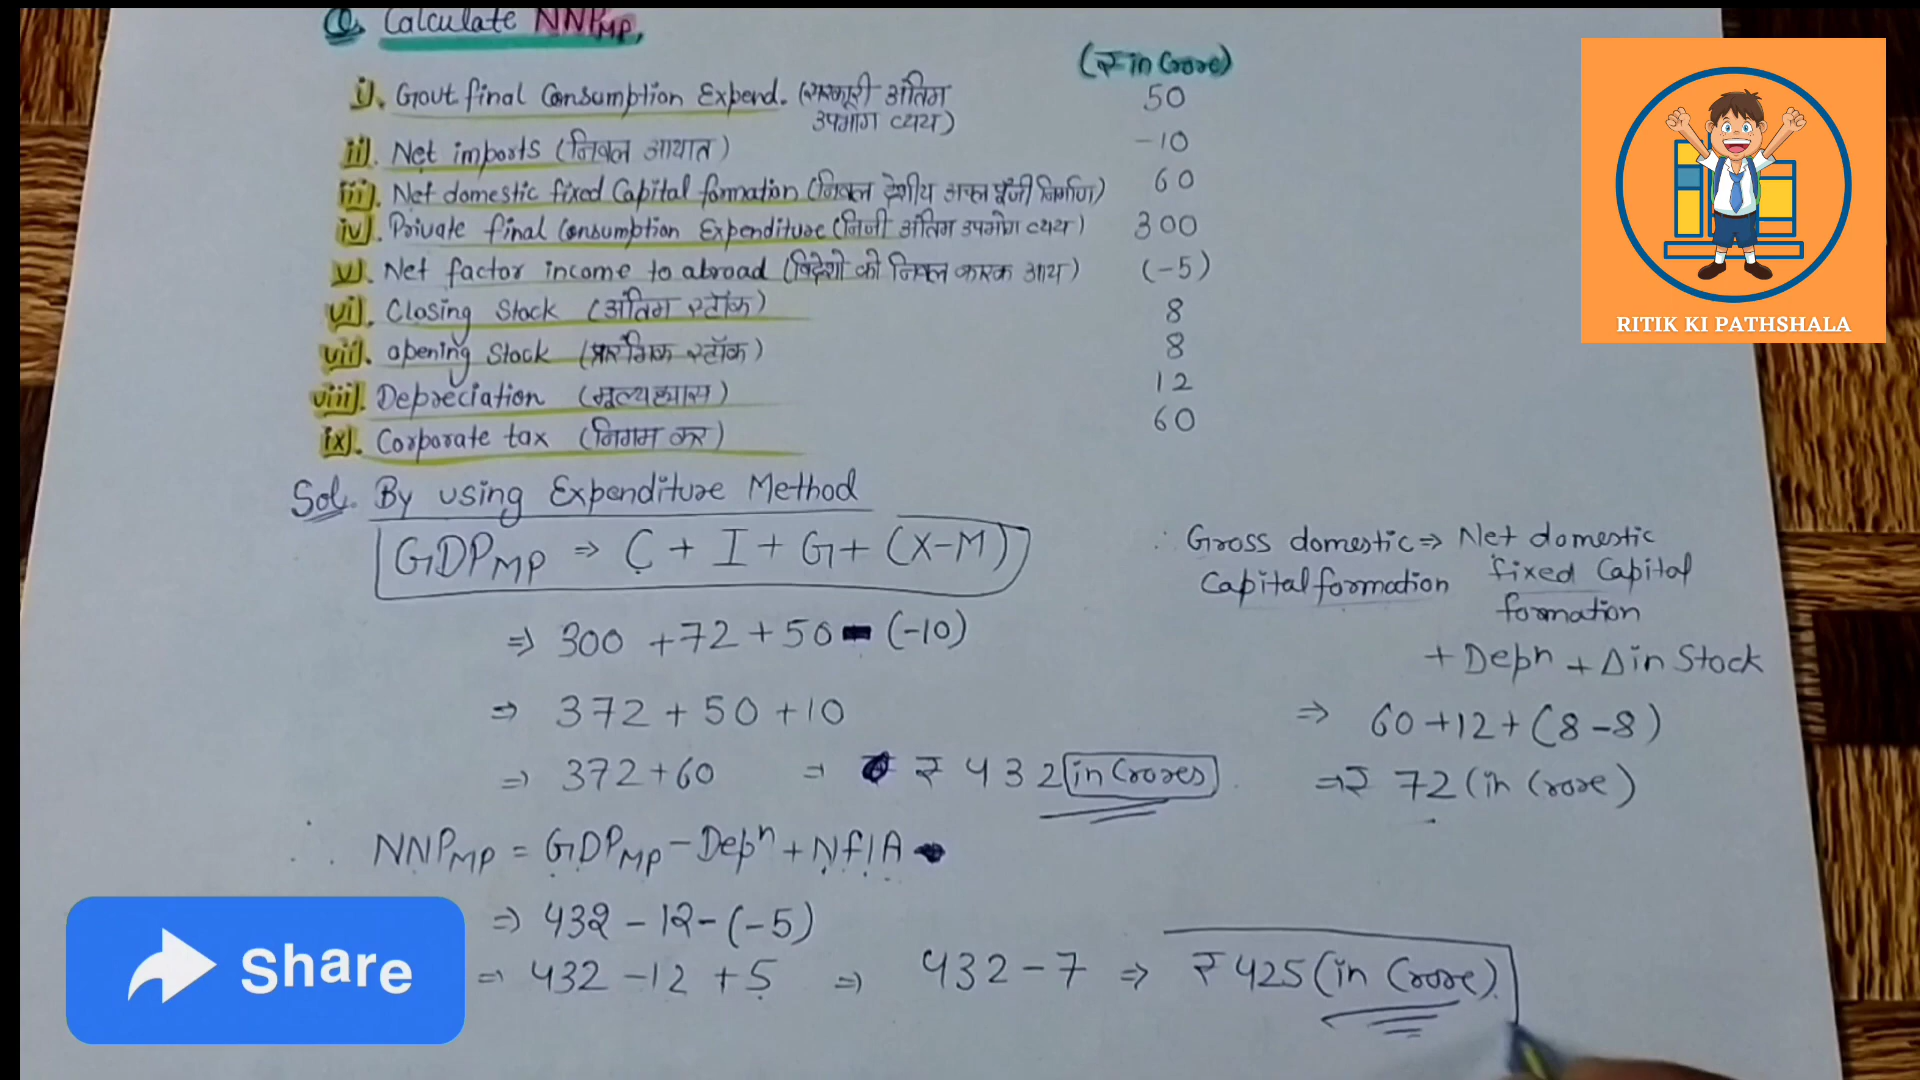 Q. Calculate NNPMP,
(₹ in Crore)
i). Govt final Consumption Expend. (सरकारी अंतिम 50
उपभोग व्यय)
ii). Net imports (निवल आयात) -10
iii). Net domestic fixed Capital formation (निवल देशीय अचल पूँजी निर्माण) 60
iv). Private final Consumption Expenditure (निजी अंतिम उपभोग व्यय) 300
v). Net factor income to abroad (विदेशो को निवल कारक आय) (-5)
vi). Closing Stock (अंतिम स्टॉक) 8
vii). opening Stock (प्रारंभिक स्टॉक) 8
viii). Depreciation (मूल्यह्रास) 12
ix). Corporate tax (निगम कर) 60
RITIK KI PATHSHALA
Sol. By using Expenditure Method
GDPMP ⇒ C + I + G + (X-M)
⇒ 300 + 72 + 50 - (-10)
⇒ 372 + 50 + 10
⇒ 372 + 60 ⇒ ₹ 432 in Crores
∴ Gross domestic ⇒ Net domestic
Capital formation fixed Capital
formation
+ Depn + Δ in Stock
⇒ 60 + 12 + (8 - 8)
⇒ ₹ 72 (in Crore)
∴ NNPMP = GDPMP - Depn + NFIA
⇒ 432 - 12 - (-5)
⇒ 432 - 12 + 5 ⇒ 432 - 7 ⇒ ₹ 425 (in Crore).
Share